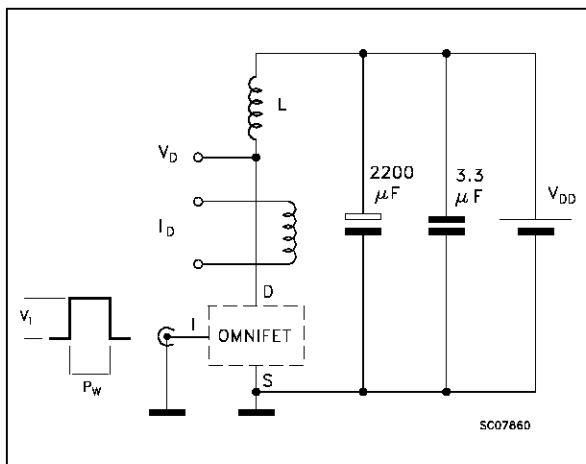 L
V_D
2200
μF
3.3
μF
V_DD
I_D
D
V_i
I
OMNIFET
P_W
S
SC07860